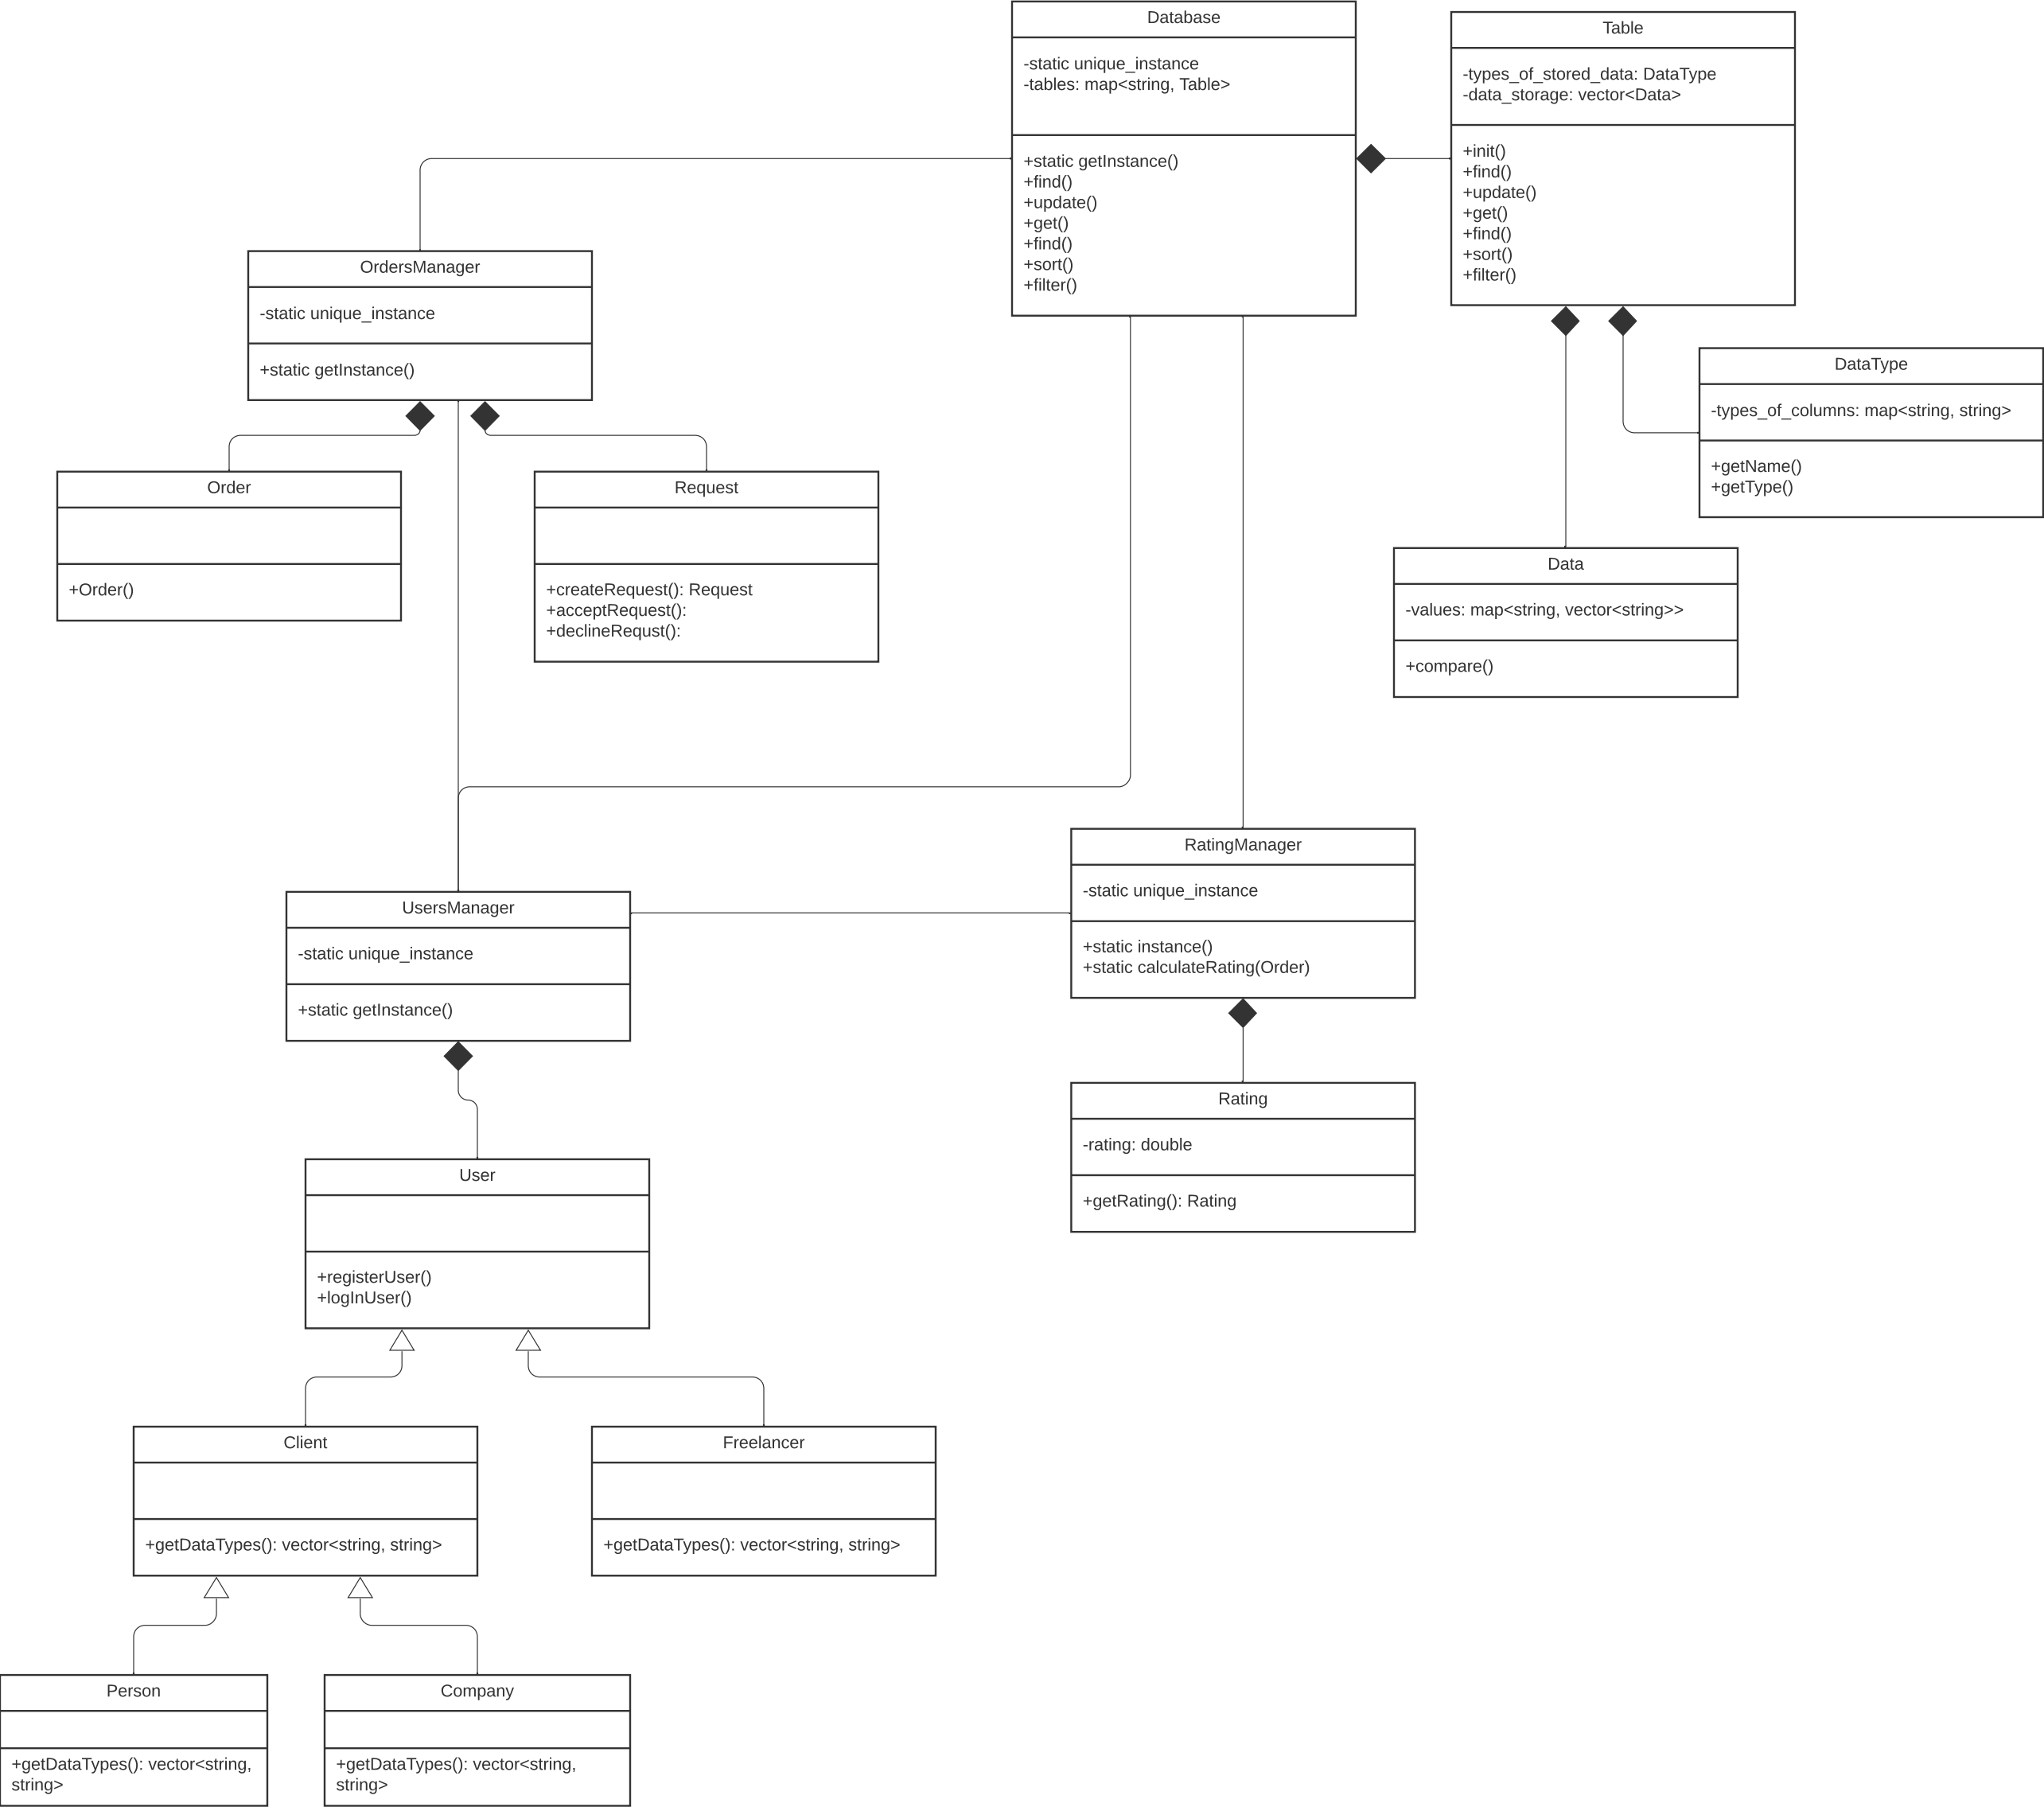 Database
-static unique_instance
-tables: map<string, Table>
+static getInstance()
+find()
+update()
+get()
+find()
+sort()
+filter()
Table
-types_of_stored_data: DataType
-data_storage: vector<Data>
+init()
+find()
+update()
+get()
+find()
+sort()
+filter()
OrdersManager
-static unique_instance
+static getInstance()
DataType
-types_of_columns: map<string, string>
+getName()
+getType()
Order
+Order()
Request
+createRequest(): Request
+acceptRequest():
+declineRequst():
Data
-values: map<string, vector<string>>
+compare()
UsersManager
-static unique_instance
+static getInstance()
RatingManager
-static unique_instance
+static instance()
+static calculateRating(Order)
Rating
-rating: double
+getRating(): Rating
User
+registerUser()
+logInUser()
Client
+getDataTypes(): vector<string, string>
Freelancer
+getDataTypes(): vector<string, string>
Person
+getDataTypes(): vector<string,
string>
Company
+getDataTypes(): vector<string,
string>